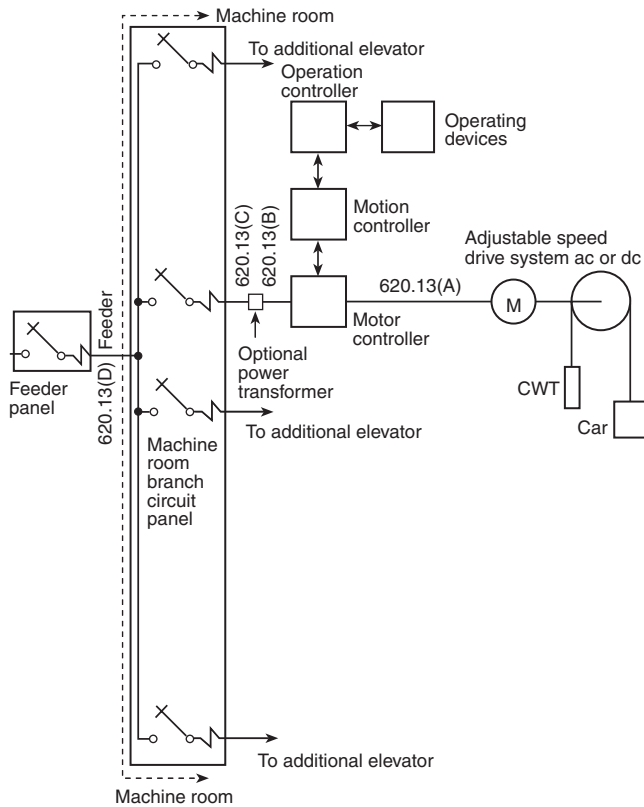 Machine room
To additional elevator
Operation
controller
Operating
devices
620.13(C)
620.13(B)
Motion
controller
Adjustable speed
drive system ac or dc
620.13(A)
M
Motor
controller
Optional
power
transformer
Feeder
620.13(D)
Feeder
panel
CWT
Car
To additional elevator
Machine
room
branch
circuit
panel
To additional elevator
Machine room